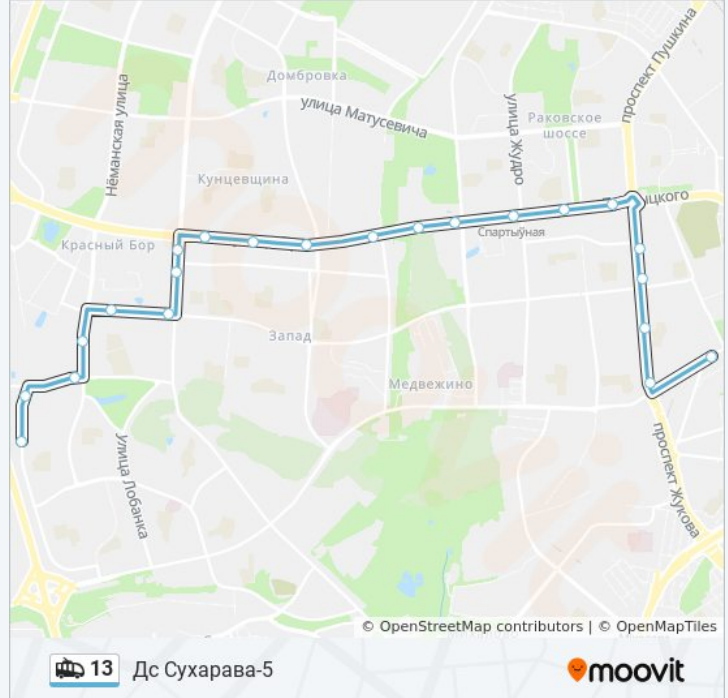 проспект Пушкина
Домбровка
Нёманская улица
улица Матусевича
улица Жудро
Раковское
шоссе
Кунцевщина
ицкого
Спартыўная
Красный Бор
Запад
Медвежино
улица Лобанка
проспект Жукова
© OpenStreetMap contributors | © OpenMapTiles
13 Дс Сухарава-5
moovit